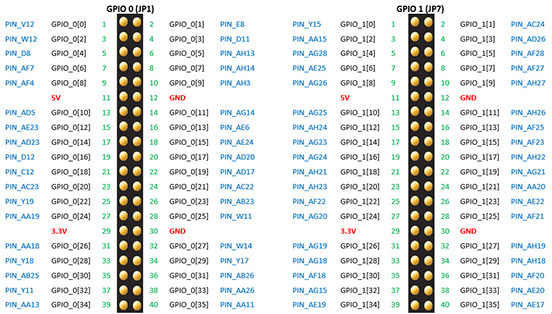 GPIO 0 (JP1) GPIO 1 (JP7)
PIN_V12 GPIO_0[0] 1 2 GPIO_0[1] PIN_E8 PIN_Y15 GPIO_1[0] 1 2 GPIO_1[1] PIN_AC24
PIN_W12 GPIO_0[2] 3 4 GPIO_0[3] PIN_D11 PIN_AA15 GPIO_1[2] 3 4 GPIO_1[3] PIN_AD26
PIN_D8 GPIO_0[4] 5 6 GPIO_0[5] PIN_AH13 PIN_AG28 GPIO_1[4] 5 6 GPIO_1[5] PIN_AF28
PIN_AF7 GPIO_0[6] 7 8 GPIO_0[7] PIN_AH14 PIN_AE25 GPIO_1[6] 7 8 GPIO_1[7] PIN_AF27
PIN_AF4 GPIO_0[8] 9 10 GPIO_0[9] PIN_AH3 PIN_AG26 GPIO_1[8] 9 10 GPIO_1[9] PIN_AH27
5V 11 12 GND 5V 11 12 GND
PIN_AD5 GPIO_0[10] 13 14 GPIO_0[11] PIN_AG14 PIN_AG25 GPIO_1[10] 13 14 GPIO_1[11] PIN_AH26
PIN_AE23 GPIO_0[12] 15 16 GPIO_0[13] PIN_AE6 PIN_AH24 GPIO_1[12] 15 16 GPIO_1[13] PIN_AF25
PIN_AD23 GPIO_0[14] 17 18 GPIO_0[15] PIN_AE24 PIN_AG23 GPIO_1[14] 17 18 GPIO_1[15] PIN_AF23
PIN_D12 GPIO_0[16] 19 20 GPIO_0[17] PIN_AD20 PIN_AG24 GPIO_1[16] 19 20 GPIO_1[17] PIN_AH22
PIN_C12 GPIO_0[18] 21 22 GPIO_0[19] PIN_AD17 PIN_AH21 GPIO_1[18] 21 22 GPIO_1[19] PIN_AG21
PIN_AC23 GPIO_0[20] 23 24 GPIO_0[21] PIN_AC22 PIN_AH23 GPIO_1[20] 23 24 GPIO_1[21] PIN_AA20
PIN_Y19 GPIO_0[22] 25 26 GPIO_0[23] PIN_AB23 PIN_AF22 GPIO_1[22] 25 26 GPIO_1[23] PIN_AE22
PIN_AA19 GPIO_0[24] 27 28 GPIO_0[25] PIN_W11 PIN_AG20 GPIO_1[24] 27 28 GPIO_1[25] PIN_AF21
3.3V 29 30 GND 3.3V 29 30 GND
PIN_AA18 GPIO_0[26] 31 32 GPIO_0[27] PIN_W14 PIN_AG19 GPIO_1[26] 31 32 GPIO_1[27] PIN_AH19
PIN_Y18 GPIO_0[28] 33 34 GPIO_0[29] PIN_Y17 PIN_AG18 GPIO_1[28] 33 34 GPIO_1[29] PIN_AH18
PIN_AB25 GPIO_0[30] 35 36 GPIO_0[31] PIN_AB26 PIN_AF18 GPIO_1[30] 35 36 GPIO_1[31] PIN_AF20
PIN_Y11 GPIO_0[32] 37 38 GPIO_0[33] PIN_AA26 PIN_AG15 GPIO_1[32] 37 38 GPIO_1[33] PIN_AE20
PIN_AA13 GPIO_0[34] 39 40 GPIO_0[35] PIN_AA11 PIN_AE19 GPIO_1[34] 39 40 GPIO_1[35] PIN_AE17